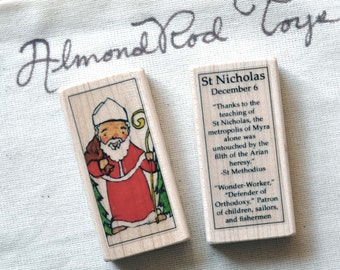 AlmondRod Toys
St Nicholas
December 6
"Thanks to the
teaching of
St Nicholas, the
metropolis of Myra
alone was
untouched by the
filth of the Arian
heresy."
-St Methodius
"Wonder-Worker,"
"Defender of
Orthodoxy," Patron
of children, sailors,
and fishermen